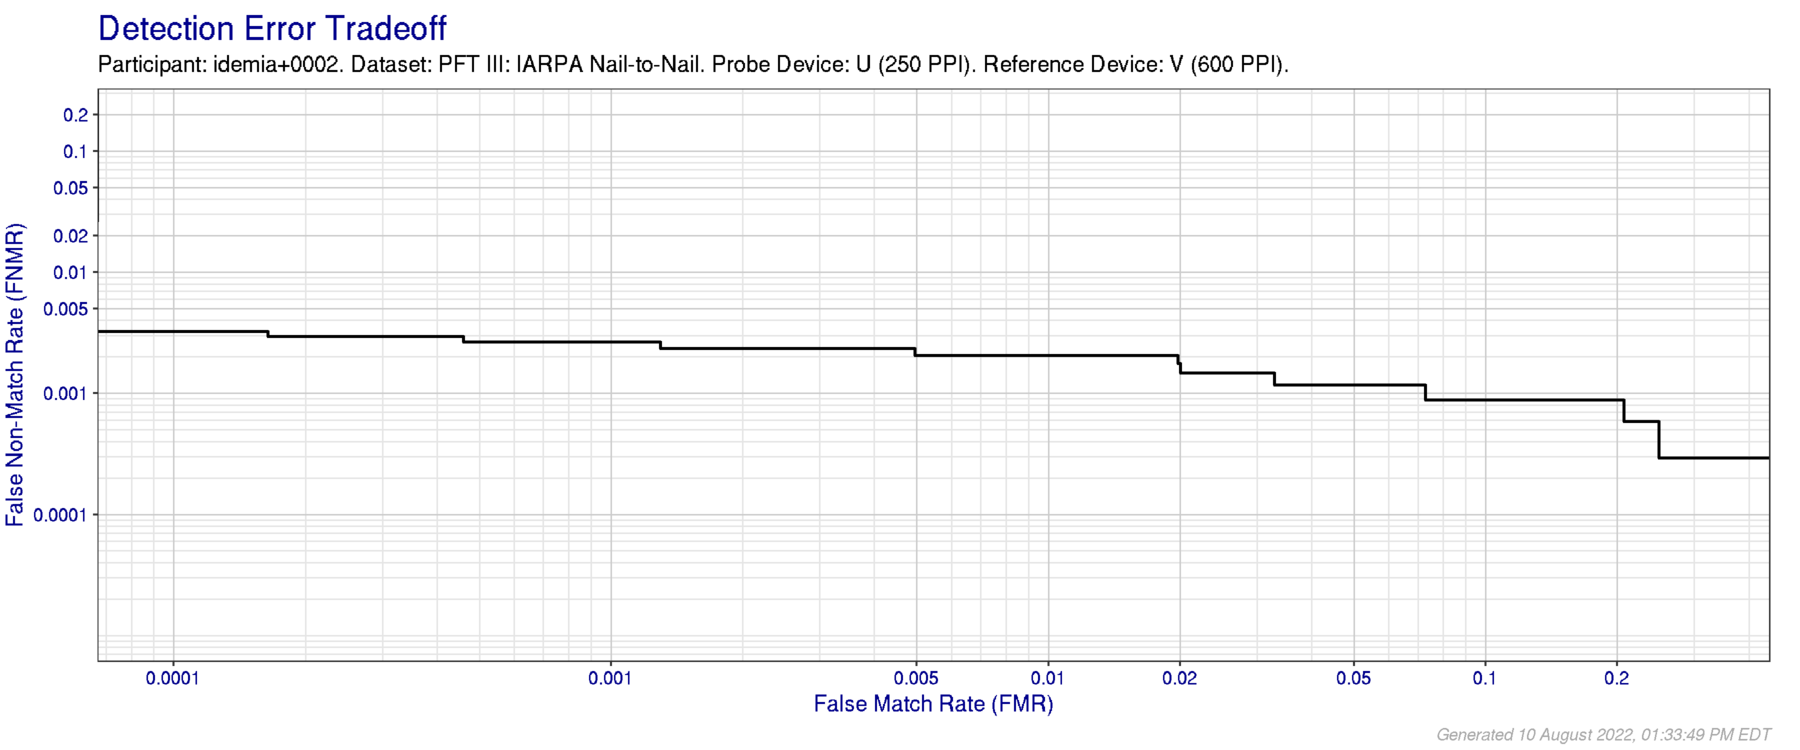 Detection Error Tradeoff
Participant: idemia+0002. Dataset: PFT III: IARPA Nail-to-Nail. Probe Device: U (250 PPI). Reference Device: V (600 PPI).
False Non-Match Rate (FNMR)
0.2
0.1
0.05
0.02
0.01
0.005
0.001
0.0001
0.0001 0.001 0.005 0.01 0.02 0.05 0.1 0.2
False Match Rate (FMR)
Generated 10 August 2022, 01:33:49 PM EDT